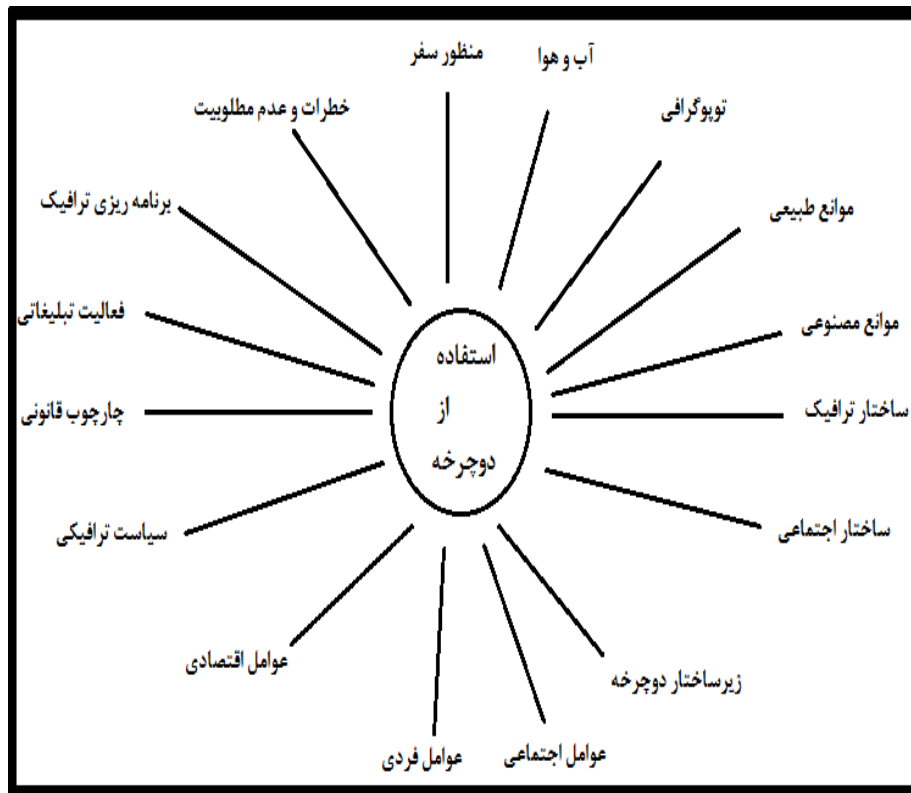 منظور سفر
آب و هوا
توپوگرافی
موانع طبیعی
موانع مصنوعی
ساختار ترافیک
ساختار اجتماعی
زیرساختار دوچرخه
عوامل اجتماعی
عوامل فردی
عوامل اقتصادی
سیاست ترافیکی
چارچوب قانونی
فعالیت تبلیغاتی
برنامه ریزی ترافیک
خطرات و عدم مطلوبیت
استفاده
از
دوچرخه